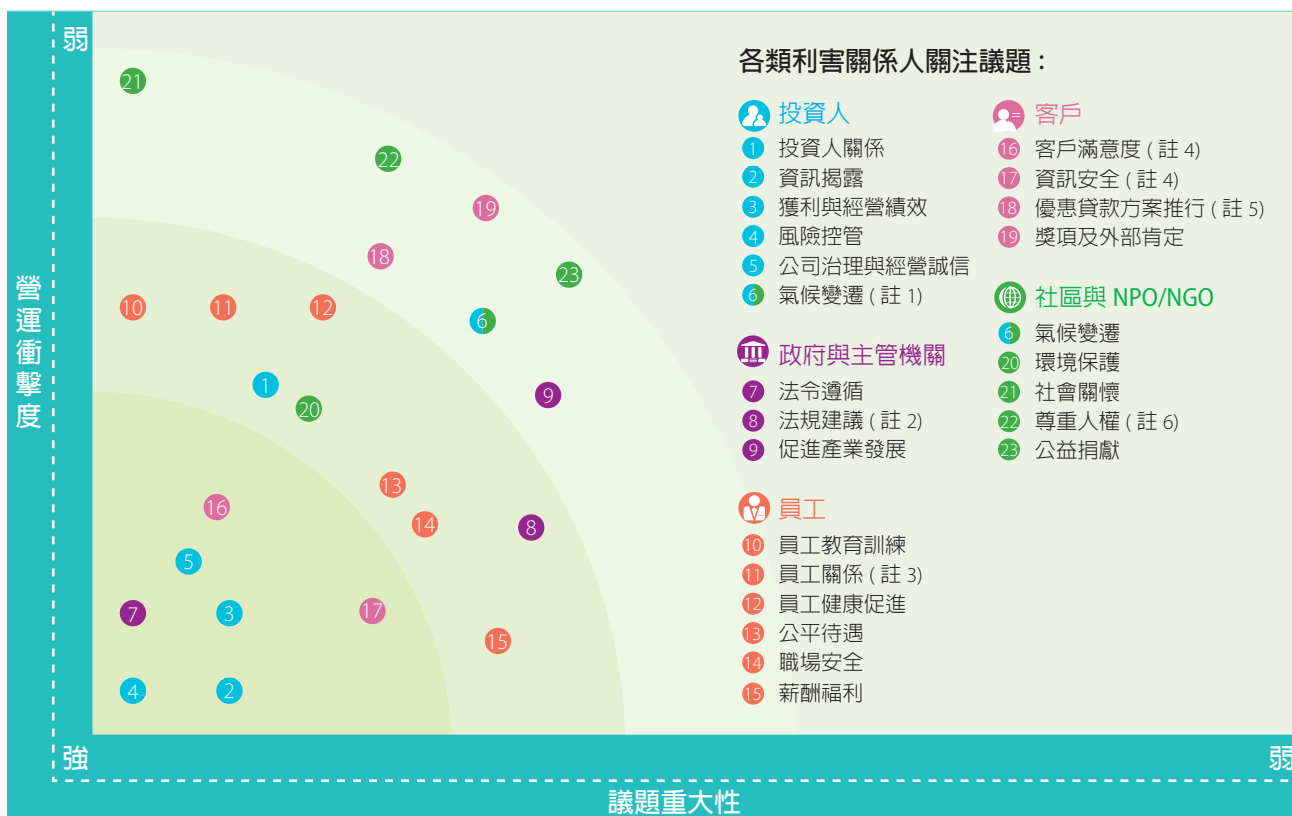 弱
營運衝擊度
強
弱
議題重大性
21
22
19
18
23
10
11
12
6
1
20
9
13
14
8
16
5
7
3
17
15
4
2
各類利害關係人關注議題：
投資人
1 投資人關係
2 資訊揭露
3 獲利與經營績效
4 風險控管
5 公司治理與經營誠信
6 氣候變遷 ( 註 1)
政府與主管機關
7 法令遵循
8 法規建議 ( 註 2)
9 促進產業發展
員工
10 員工教育訓練
11 員工關係 ( 註 3)
12 員工健康促進
13 公平待遇
14 職場安全
15 薪酬福利
客戶
16 客戶滿意度 ( 註 4)
17 資訊安全 ( 註 4)
18 優惠貸款方案推行 ( 註 5)
19 獎項及外部肯定
社區與 NPO/NGO
6 氣候變遷
20 環境保護
21 社會關懷
22 尊重人權 ( 註 6)
23 公益捐獻